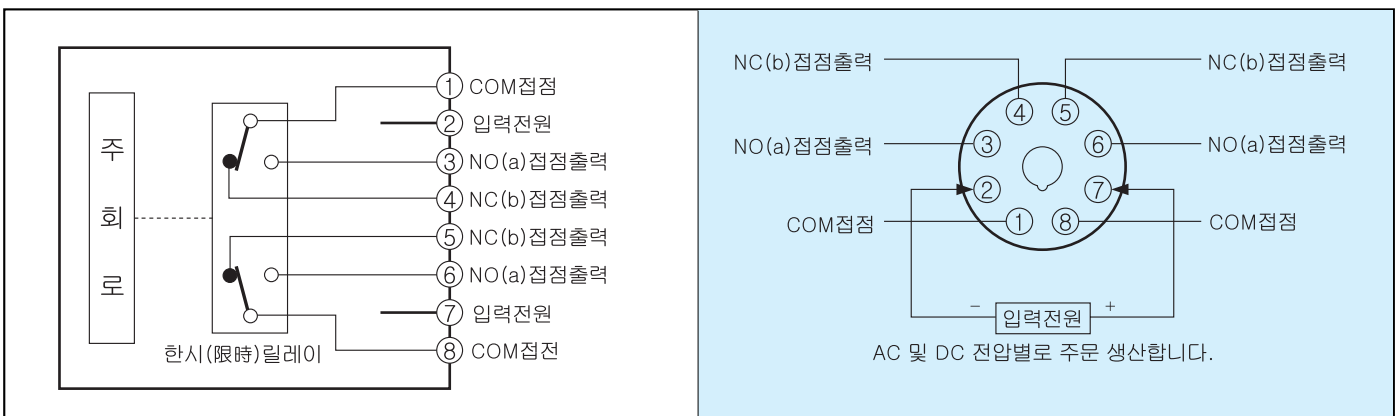 주
회
로
한시(限時)릴레이
① COM접점
② 입력전원
③ NO(a)접점출력
④ NC(b)접점출력
⑤ NC(b)접점출력
⑥ NO(a)접점출력
⑦ 입력전원
⑧ COM접전
NC(b)접점출력 ④ ⑤ NC(b)접점출력
NO(a)접점출력 ③ ⑥ NO(a)접점출력
② ⑦
COM접점 ① ⑧ COM접점
− 입력전원 +
AC 및 DC 전압별로 주문 생산합니다.